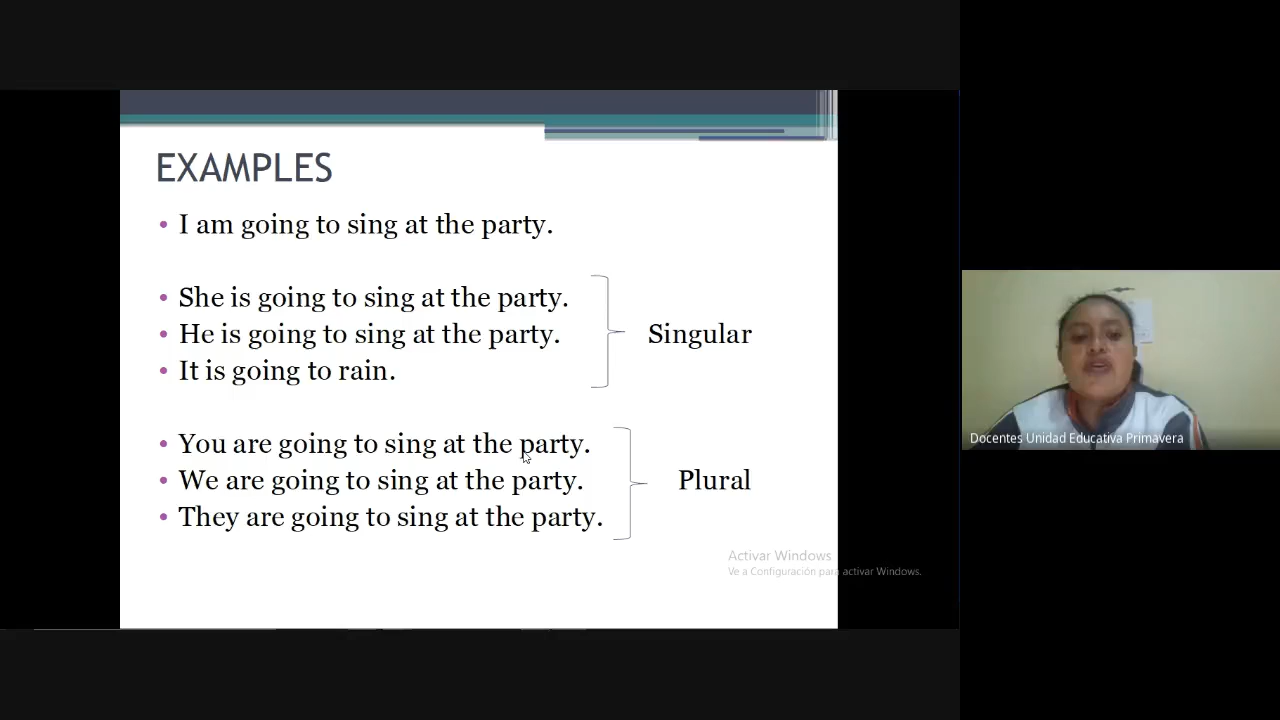 EXAMPLES
• I am going to sing at the party.
• She is going to sing at the party.
• He is going to sing at the party.
• It is going to rain.
Singular
• You are going to sing at the party.
• We are going to sing at the party.
• They are going to sing at the party.
Plural
Activar Windows
Ve a Configuración para activar Windows.
Docentes Unidad Educativa Primavera